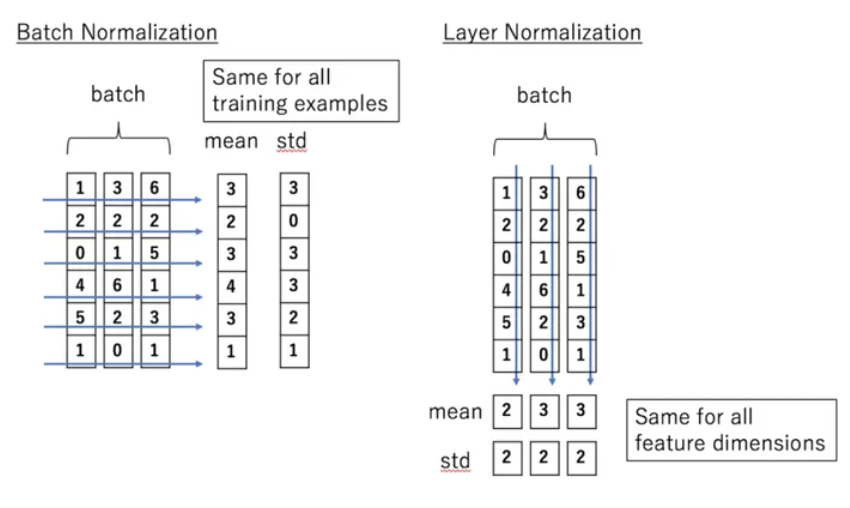 Batch Normalization
batch
Same for all
training examples
mean std
1 3 6 3 3
2 2 2 2 0
0 1 5 3 3
4 6 1 4 3
5 2 3 3 2
1 0 1 1 1
Layer Normalization
batch
1 3 6
2 2 2
0 1 5
4 6 1
5 2 3
1 0 1
mean 2 3 3
std 2 2 2
Same for all
feature dimensions